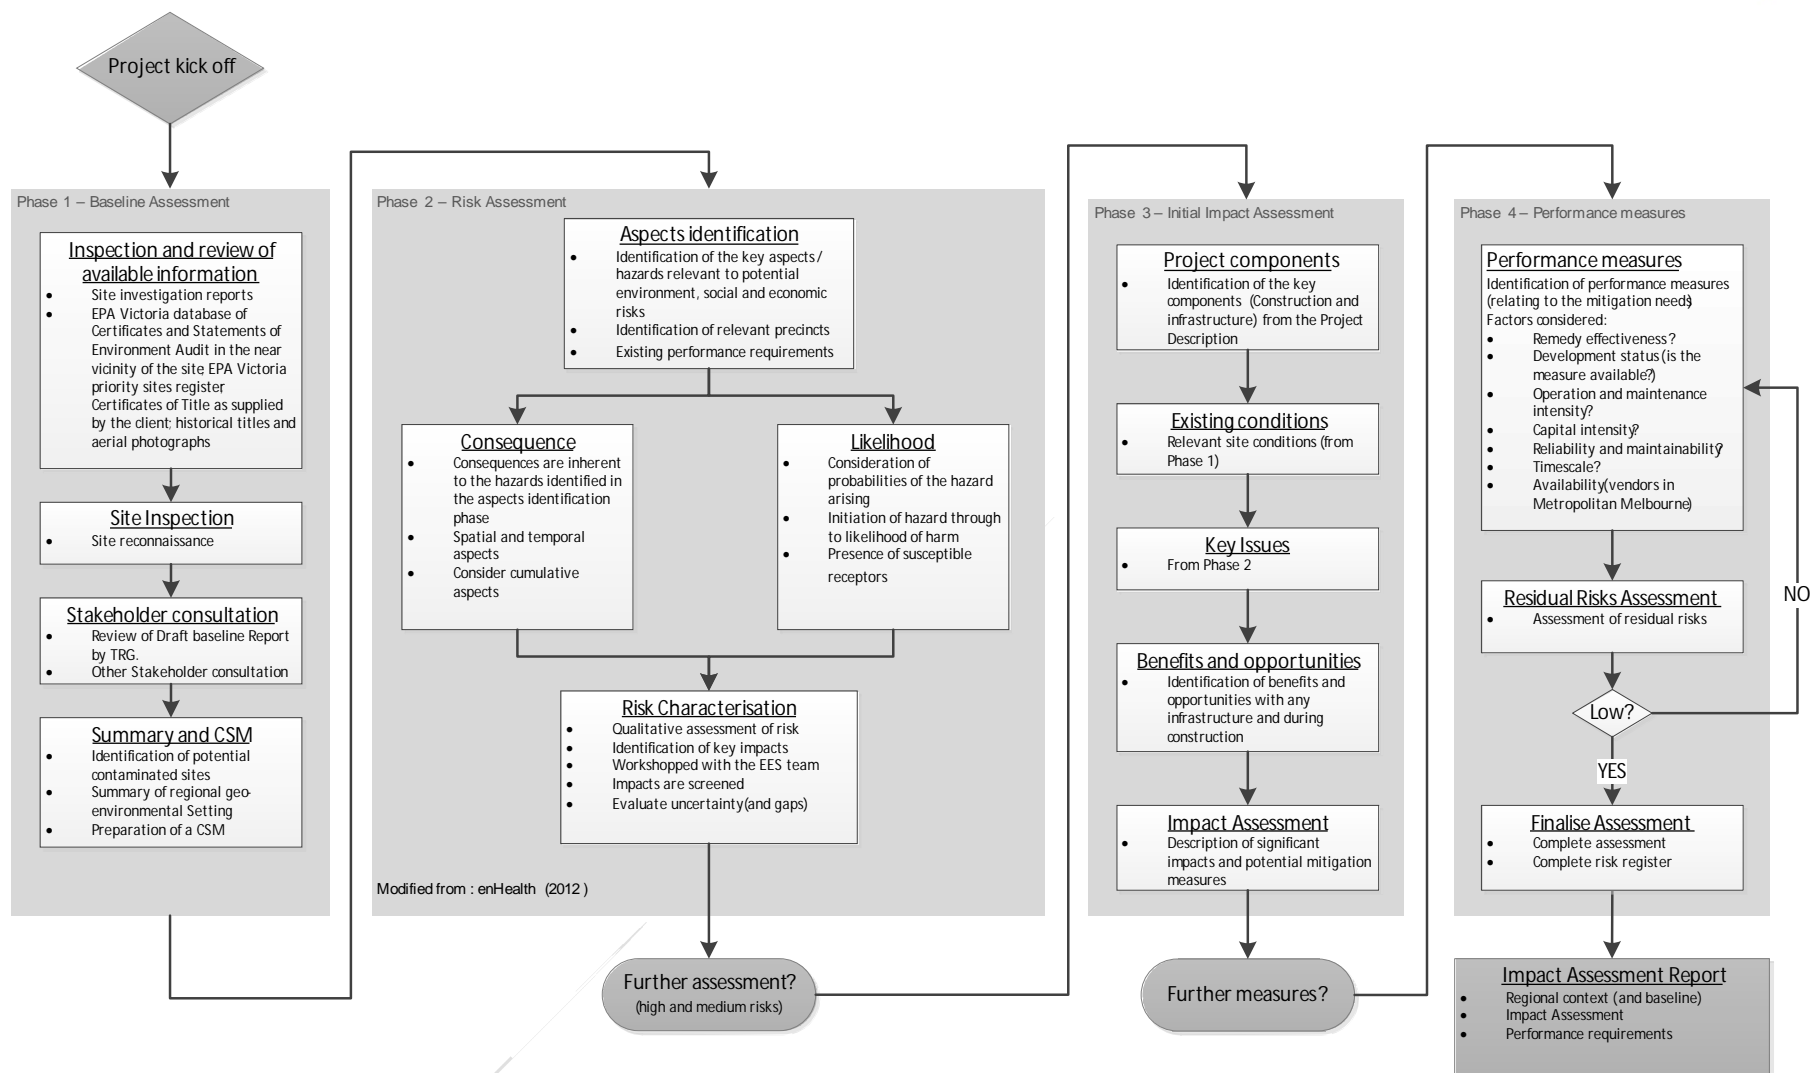 Project kick off
Phase 1 – Baseline Assessment
Inspection and review of
available information
• Site investigation reports
• EPA Victoria database of
Certificates and Statements of
Environment Audit in the near
vicinity of the site, EPA Victoria
priority sites register,
Certificates of Title as supplied
by the client; historical titles and
aerial photographs
Site Inspection
• Site reconnaissance
Stakeholder consultation
• Review of Draft baseline Report
by TRG.
• Other Stakeholder consultation
Summary and CSM
• Identification of potential
contaminated sites
• Summary of regional geo-
environmental Setting
• Preparation of a CSM
Phase 2 – Risk Assessment
Aspects identification
• Identification of the key aspects/
hazards relevant to potential
environment, social and economic
risks
• Identification of relevant precincts
• Existing performance requirements
Consequence
• Consequences are inherent
to the hazards identified in
the aspects identification
phase
• Spatial and temporal
aspects
• Consider cumulative
aspects
Likelihood
• Consideration of
probabilities of the hazard
arising
• Initiation of hazard through
to likelihood of harm
• Presence of susceptible
receptors
Risk Characterisation
• Qualitative assessment of risk
• Identification of key impacts
• Workshopped with the EES team
• Impacts are screened
• Evaluate uncertainty (and gaps)
Modified from : enHealth (2012)
Further assessment?
(high and medium risks)
Phase 3 – Initial Impact Assessment
Project components
• Identification of the key
components (Construction and
infrastructure) from the Project
Description
Existing conditions
• Relevant site conditions (from
Phase 1)
Key Issues
• From Phase 2
Benefits and opportunities
• Identification of benefits and
opportunities with any
infrastructure and during
construction
Impact Assessment
• Description of significant
impacts and potential mitigation
measures
Further measures?
Phase 4 – Performance measures
Performance measures
Identification of performance measures
(relating to the mitigation needs)
Factors considered:
• Remedy effectiveness?
• Development status (is the
measure available?)
• Operation and maintenance
intensity?
• Capital intensity?
• Reliability and maintainability?
• Timescale?
• Availability (vendors in
Metropolitan Melbourne)
Residual Risks Assessment
• Assessment of residual risks
Low?
NO
YES
Finalise Assessment
• Complete assessment
• Complete risk register
Impact Assessment Report
• Regional context (and baseline)
• Impact Assessment
• Performance requirements